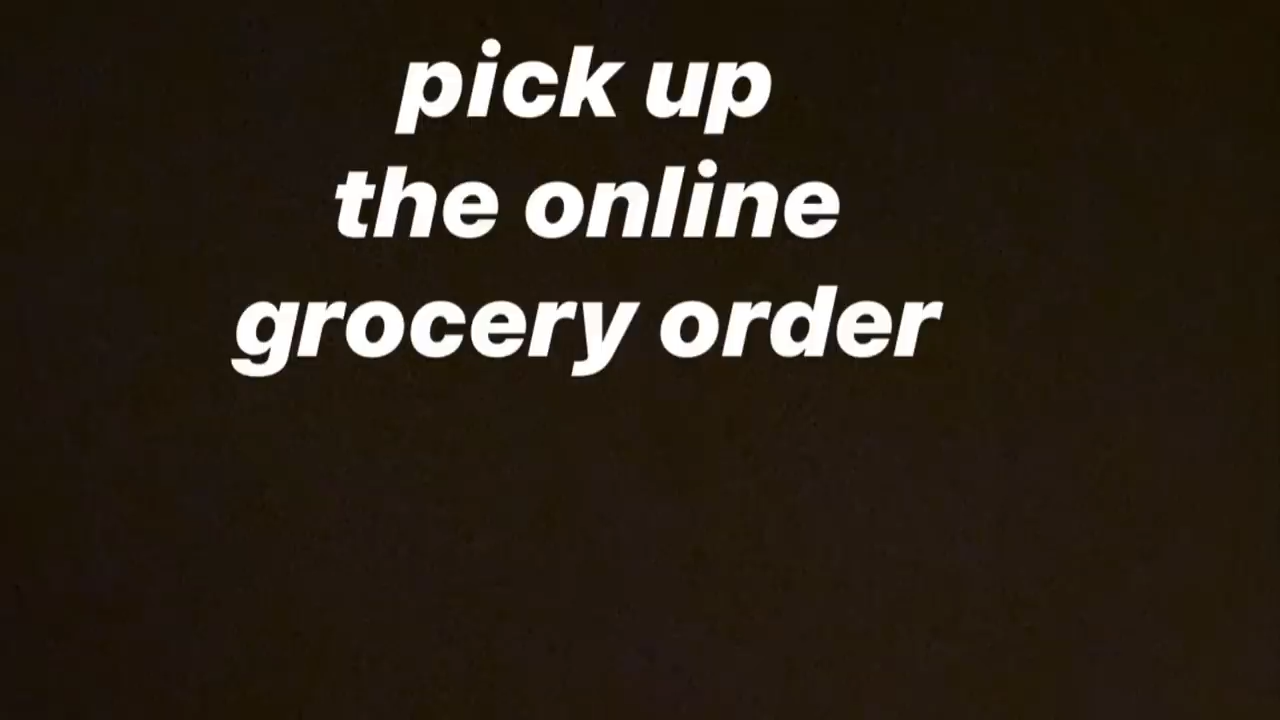 pick up
the online
grocery order